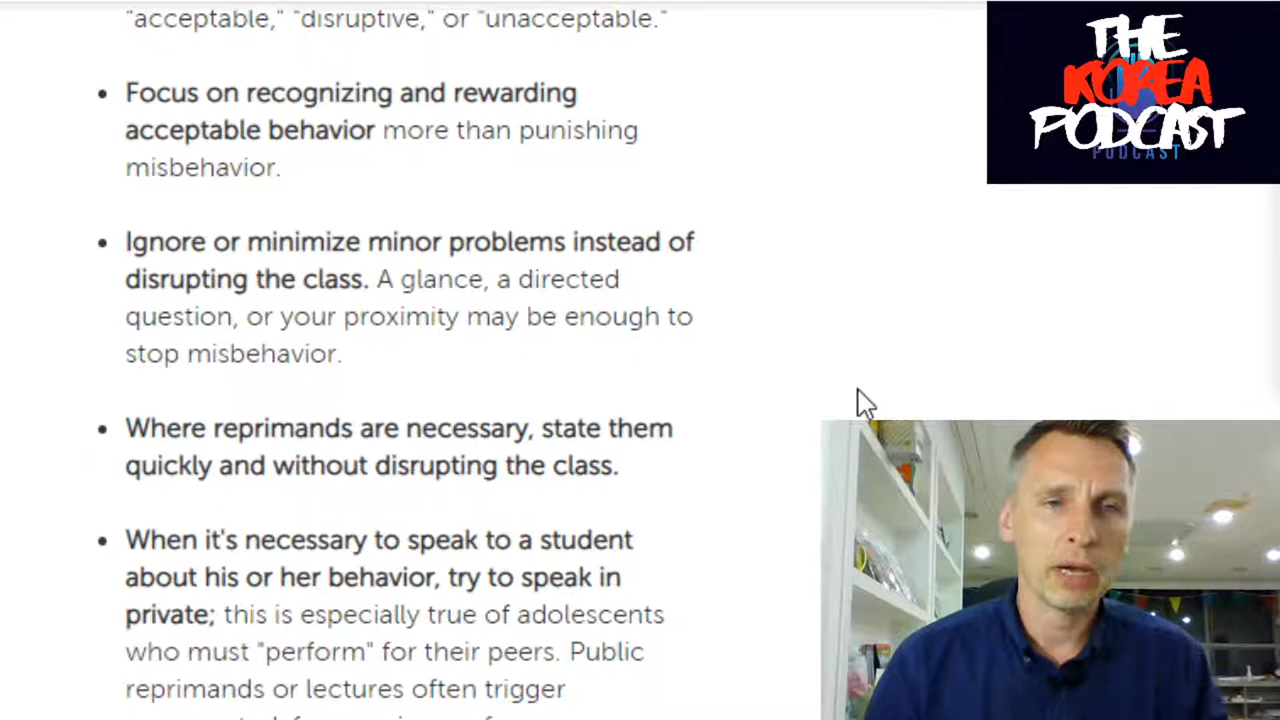 "acceptable," "disruptive," or "unacceptable."
Focus on recognizing and rewarding
acceptable behavior more than punishing
misbehavior.
Ignore or minimize minor problems instead of
disrupting the class. A glance, a directed
question, or your proximity may be enough to
stop misbehavior.
Where reprimands are necessary, state them
quickly and without disrupting the class.
When it's necessary to speak to a student
about his or her behavior, try to speak in
private; this is especially true of adolescents
who must "perform" for their peers. Public
reprimands or lectures often trigger
THE
KOREA
PODCAST
PODCAST